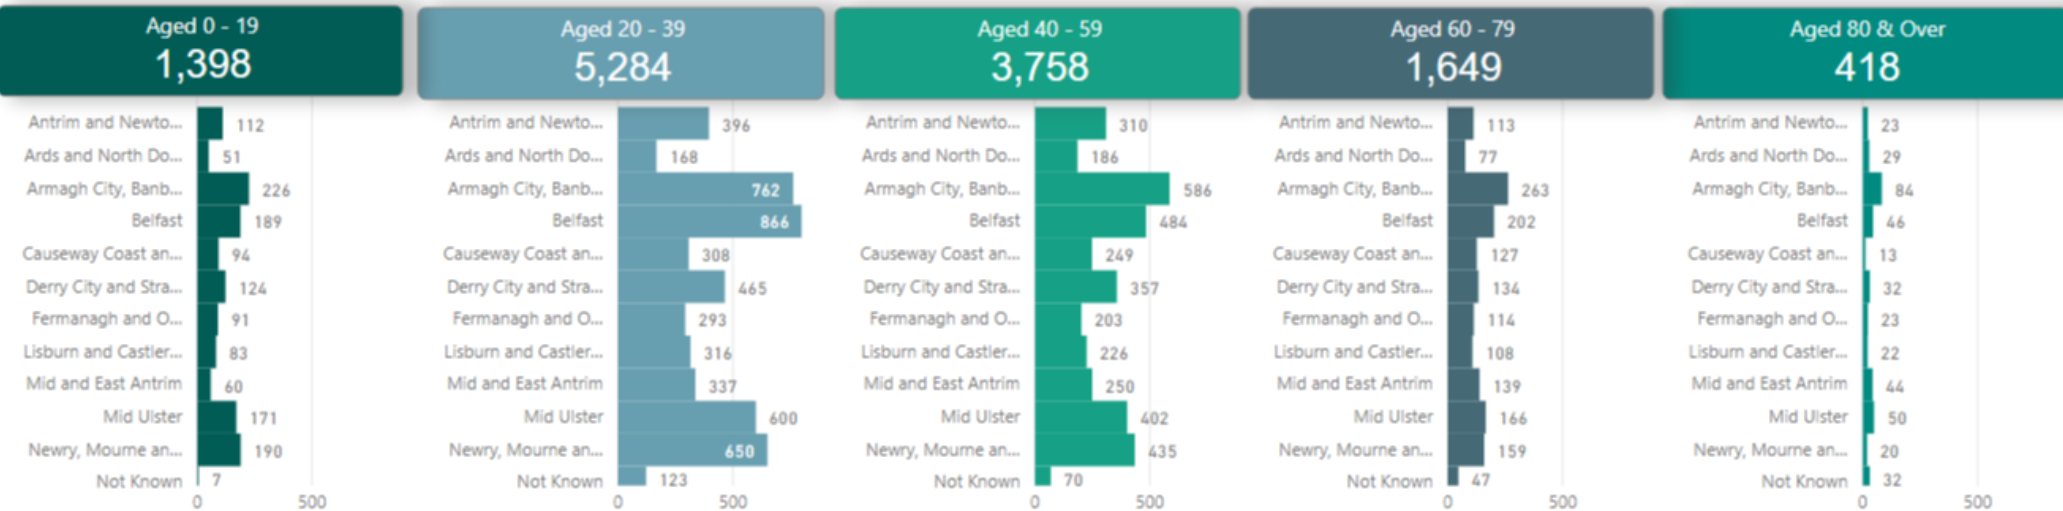 Aged 0 - 19
1,398
Antrim and Newto... 112
Ards and North Do... 51
Armagh City, Banb... 226
Belfast 189
Causeway Coast an... 94
Derry City and Stra... 124
Fermanagh and O... 91
Lisburn and Castler... 83
Mid and East Antrim 60
Mid Ulster 171
Newry, Mourne an... 190
Not Known 7
0 500
Aged 20 - 39
5,284
Antrim and Newto... 396
Ards and North Do... 168
Armagh City, Banb... 762
Belfast 866
Causeway Coast an... 308
Derry City and Stra... 465
Fermanagh and O... 293
Lisburn and Castler... 316
Mid and East Antrim 337
Mid Ulster 600
Newry, Mourne an... 650
Not Known 123
0 500
Aged 40 - 59
3,758
Antrim and Newto... 310
Ards and North Do... 186
Armagh City, Banb... 586
Belfast 484
Causeway Coast an... 249
Derry City and Stra... 357
Fermanagh and O... 203
Lisburn and Castler... 226
Mid and East Antrim 250
Mid Ulster 402
Newry, Mourne an... 435
Not Known 70
0 500
Aged 60 - 79
1,649
Antrim and Newto... 113
Ards and North Do... 77
Armagh City, Banb... 263
Belfast 202
Causeway Coast an... 127
Derry City and Stra... 134
Fermanagh and O... 114
Lisburn and Castler... 108
Mid and East Antrim 139
Mid Ulster 166
Newry, Mourne an... 159
Not Known 47
0 500
Aged 80 & Over
418
Antrim and Newto... 23
Ards and North Do... 29
Armagh City, Banb... 84
Belfast 46
Causeway Coast an... 13
Derry City and Stra... 32
Fermanagh and O... 23
Lisburn and Castler... 22
Mid and East Antrim 44
Mid Ulster 50
Newry, Mourne an... 20
Not Known 32
0 500